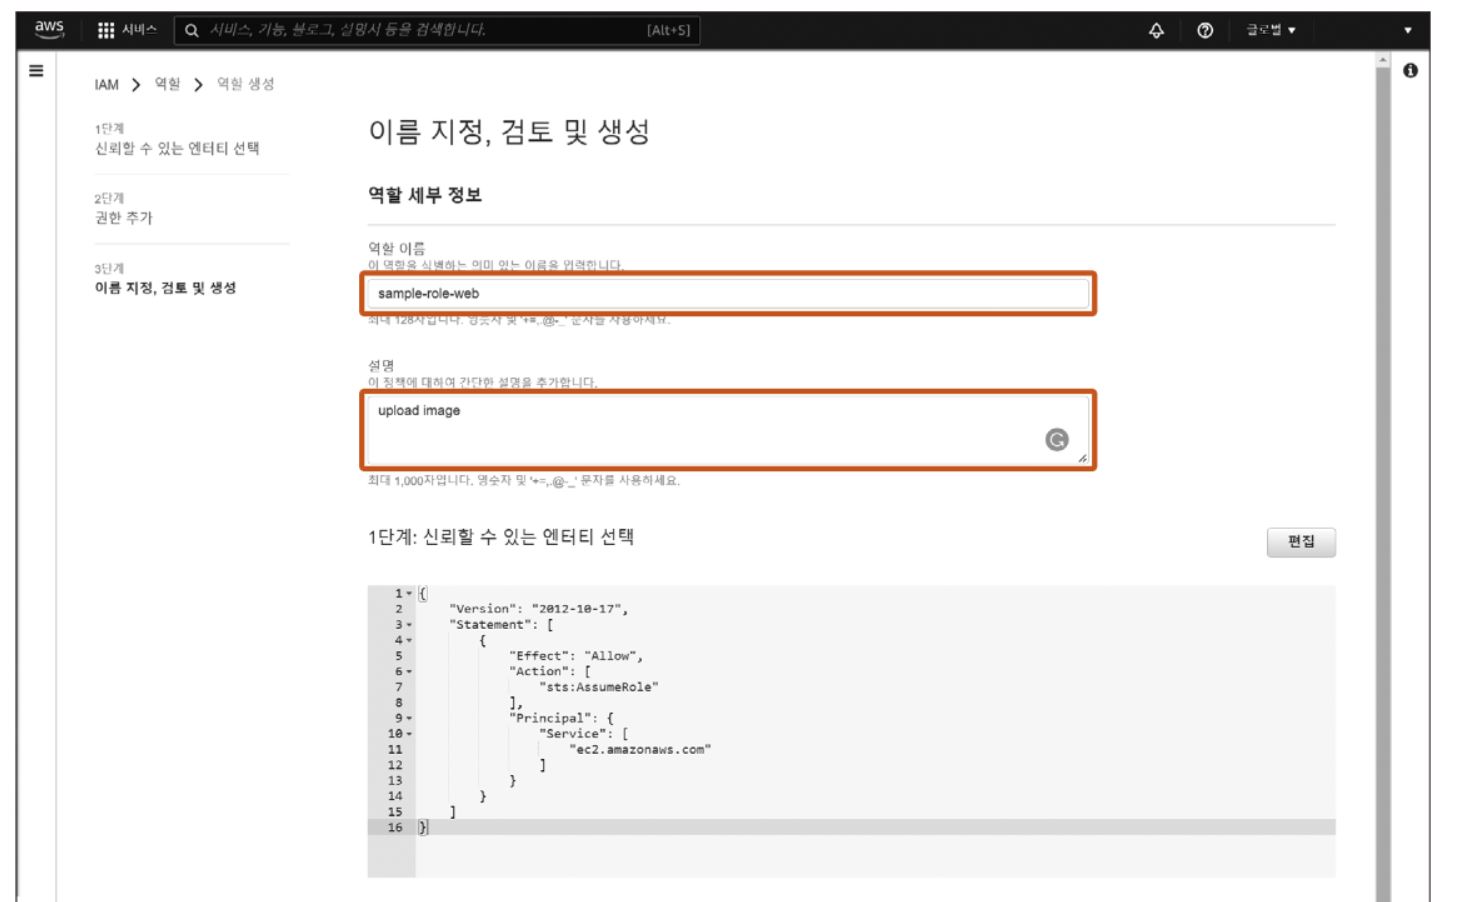 aws 서비스 서비스, 기능, 블로그, 설명서 등을 검색합니다. [Alt+S] 글로벌
IAM > 역할 > 역할 생성
1단계
신뢰할 수 있는 엔터티 선택
2단계
권한 추가
3단계
이름 지정, 검토 및 생성
이름 지정, 검토 및 생성
역할 세부 정보
역할 이름
이 역할을 식별하는 의미 있는 이름을 입력합니다.
sample-role-web
최대 128자입니다. 영숫자 및 '+=,.@-_' 문자를 사용하세요.
설명
이 정책에 대하여 간단한 설명을 추가합니다.
upload image
최대 1,000자입니다. 영숫자 및 '+=,.@-_' 문자를 사용하세요.
1단계: 신뢰할 수 있는 엔터티 선택
편집
1 {
2 "Version": "2012-10-17",
3 "Statement": [
4 {
5 "Effect": "Allow",
6 "Action": [
7 "sts:AssumeRole"
8 ],
9 "Principal": {
10 "Service": [
11 "ec2.amazonaws.com"
12 ]
13 }
14 }
15 ]
16 }